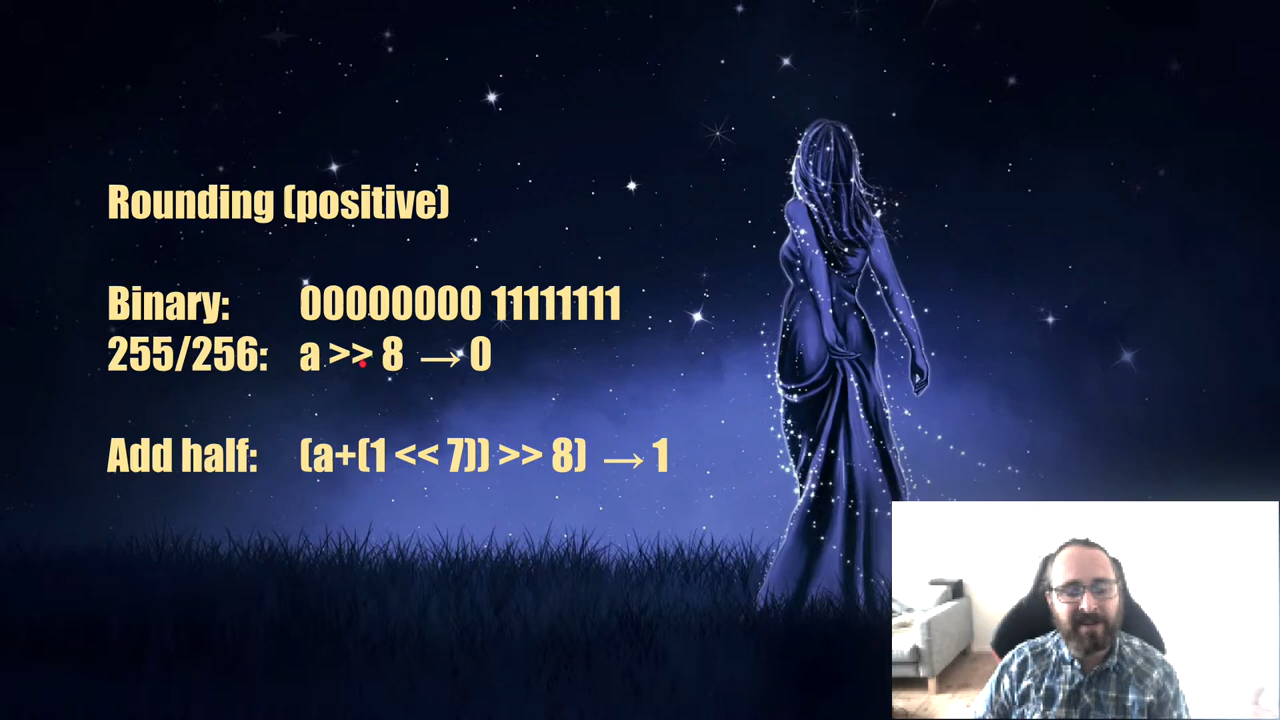 Rounding (positive)
Binary: 00000000 11111111
255/256: a >> 8 → 0
Add half: (a+(1 << 7)) >> 8) → 1